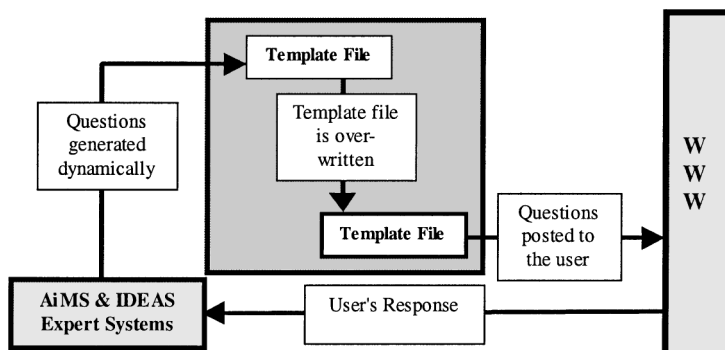 Template File
Questions
generated
dynamically
Template file
is over-
written
W
W
W
Template File
Questions
posted to
the user
AiMS & IDEAS
Expert Systems
User's Response